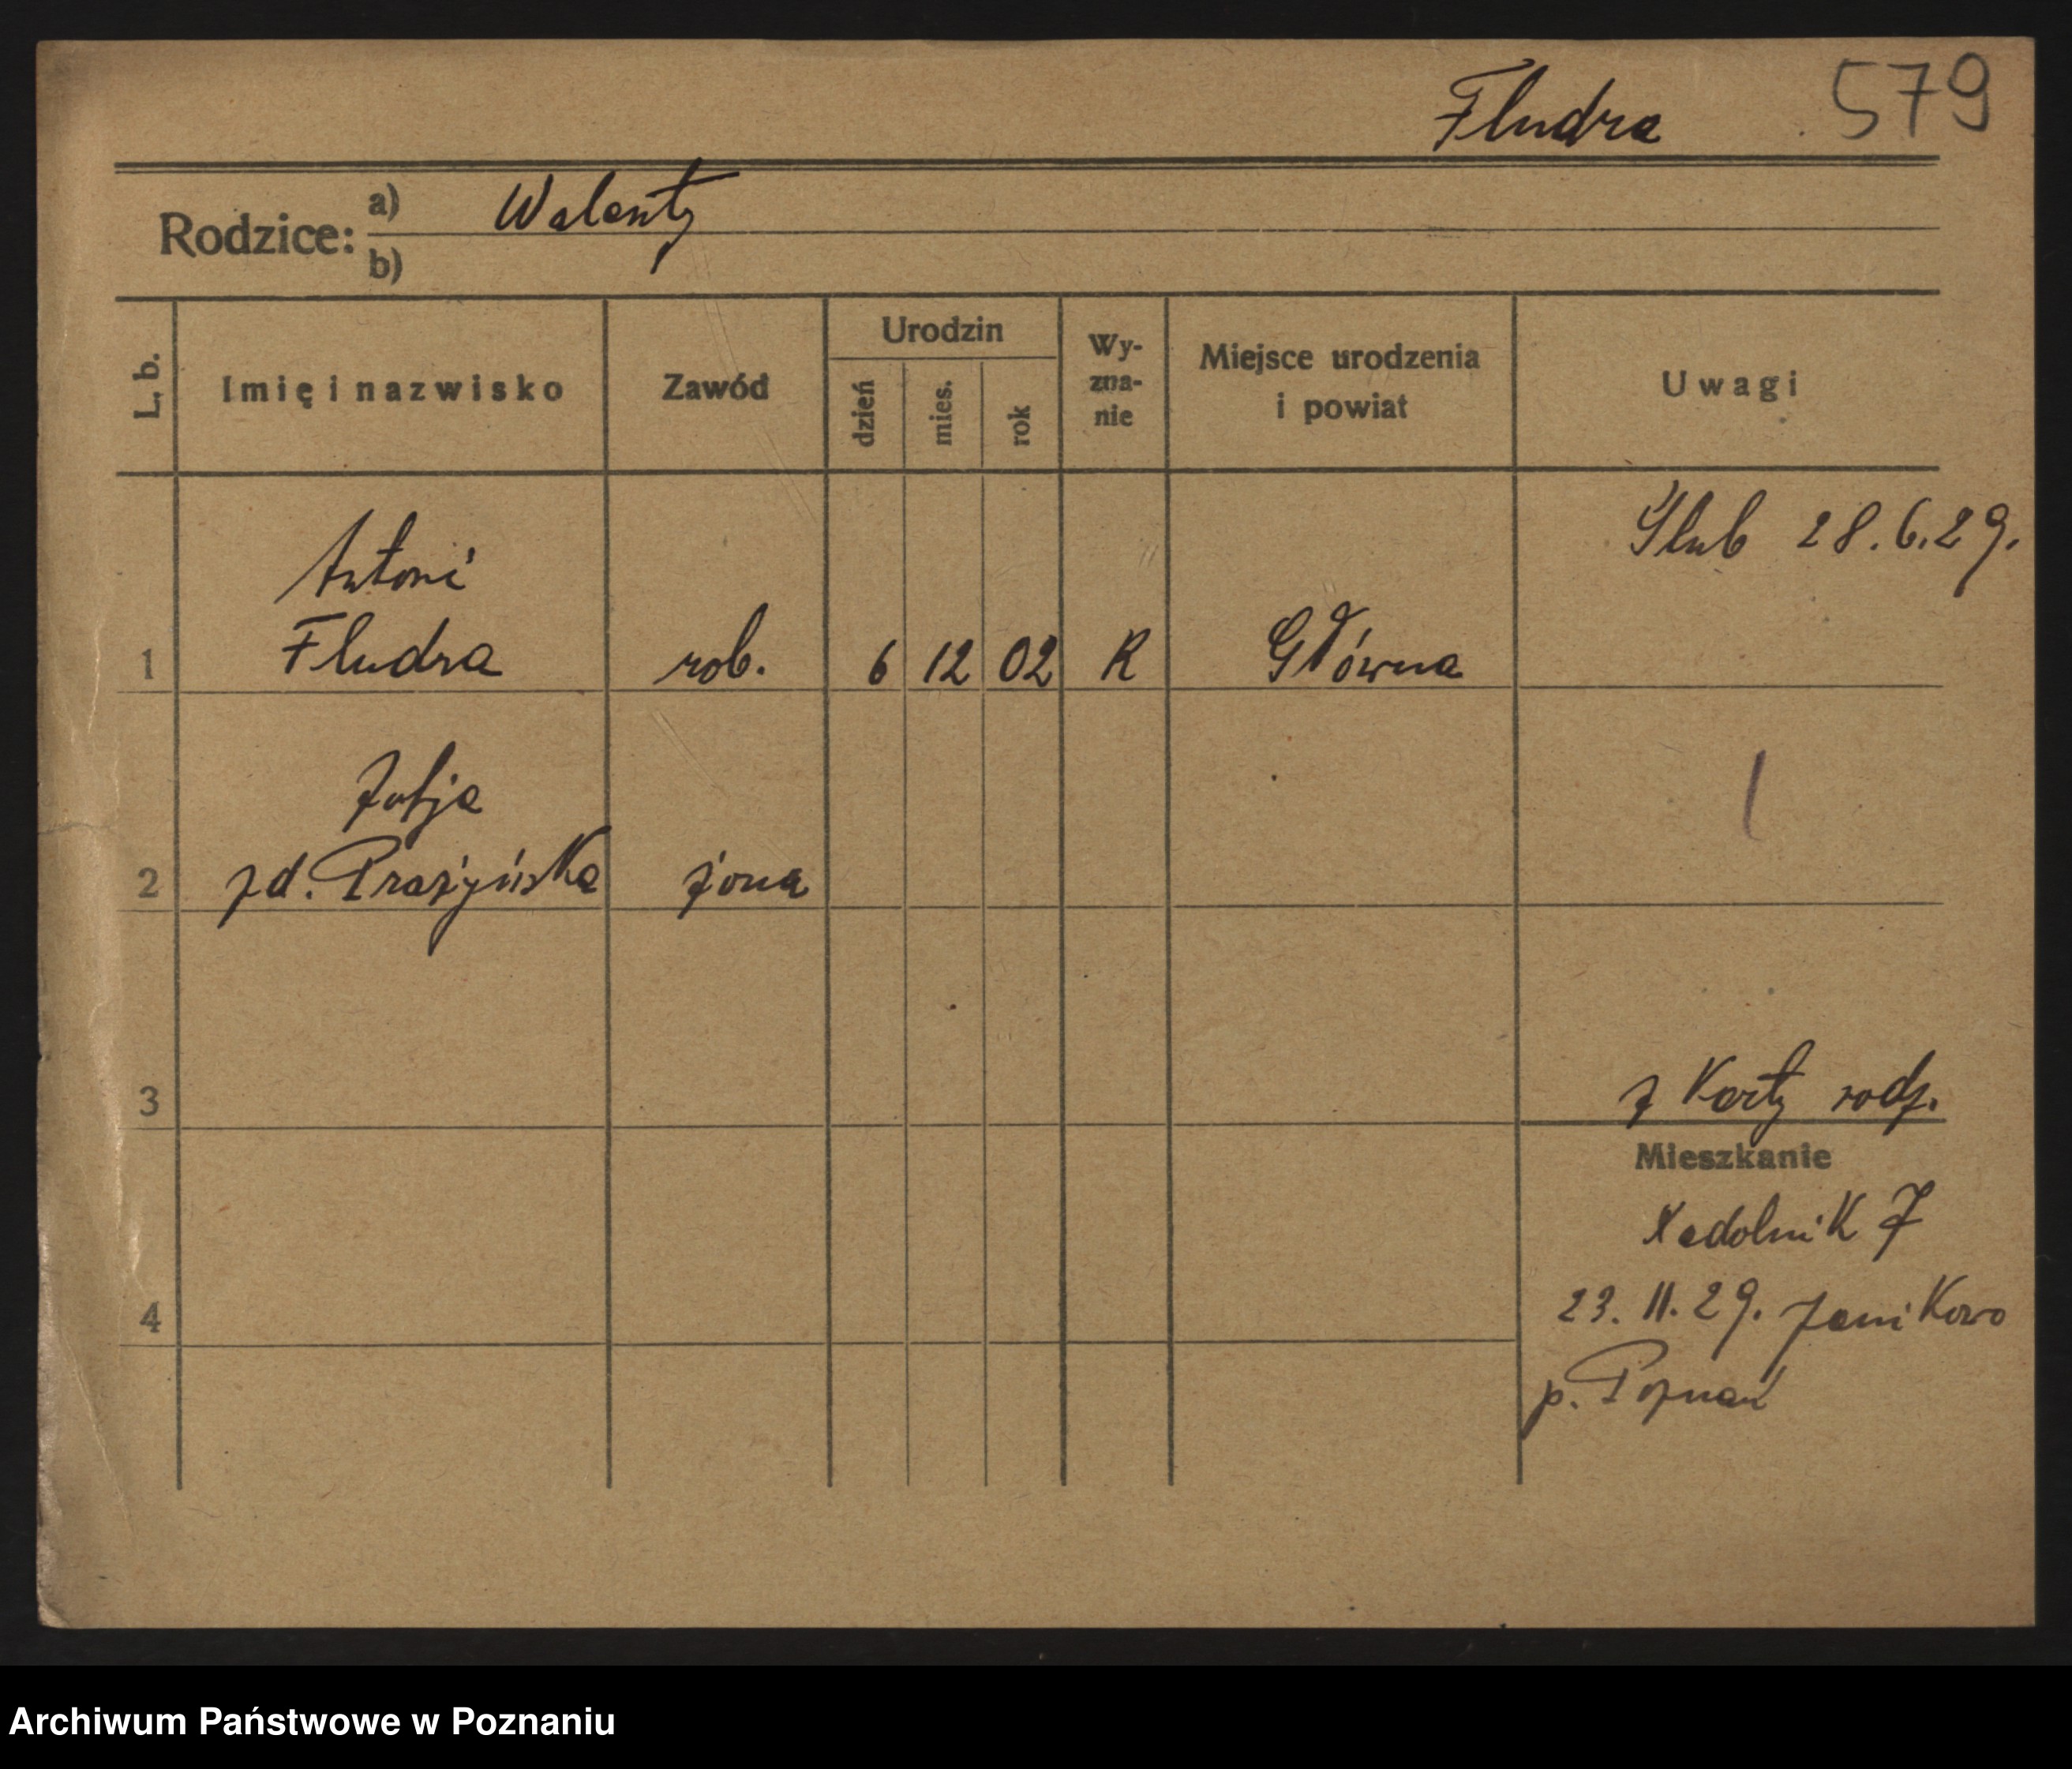 Fludra 579
Rodzice: a) Walenty
b)
L. b. Imię i nazwisko Zawód Urodzin dzień mies. rok Wy-zna-nie Miejsce urodzenia i powiat Uwagi
Ślub 28.6.29.
Antoni
1 Fludra rob. 6 12 02 R Główna
Zofja
2 zd. Prażyńska żona
3 z Karty rodz.
Mieszkanie
Nadolnik 7
4 23. 11. 29. Janikowo
p. Poznań
Archiwum Państwowe w Poznaniu